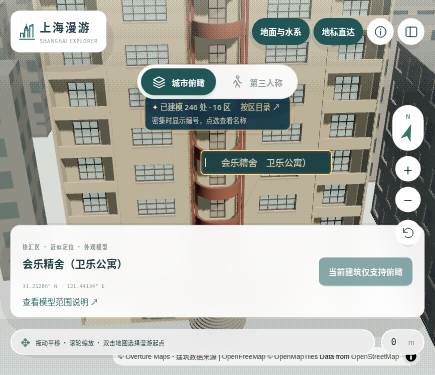 上海漫游
SHANGHAI EXPLORER
地面与水系
地标直达
城市俯瞰
第三人称
✦ 已建模 246 处 · 16 区 按区目录 ↗
密集时显示编号，点选查看名称
N
会乐精舍 卫乐公寓）
徐汇区 · 近似定位 · 外观模型
会乐精舍（卫乐公寓）
当前建筑仅支持俯瞰
查看模型范围说明 ↗
拖动平移 · 滚轮缩放 · 双击地图选择漫游起点
0 m
© Overture Maps · 建筑数据来源 | OpenFreeMap © OpenMapTiles Data from OpenStreetMap